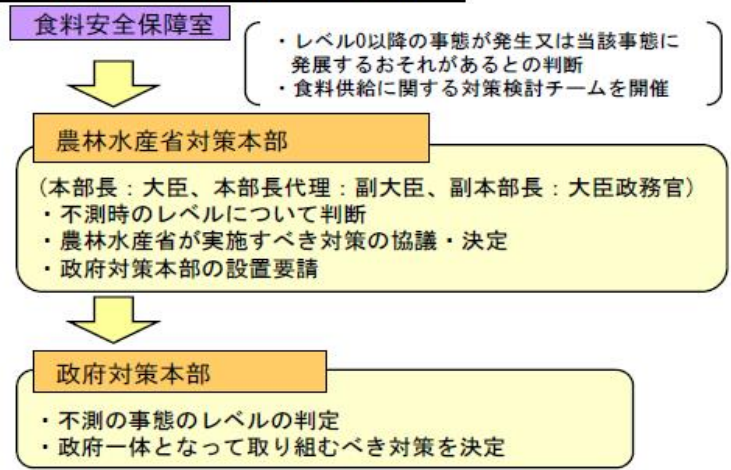 食料安全保障室
・レベル0以降の事態が発生又は当該事態に
発展するおそれがあるとの判断
・食料供給に関する対策検討チームを開催
農林水産省対策本部
(本部長:大臣、本部長代理:副大臣、副本部長:大臣政務官)
・不測時のレベルについて判断
・農林水産省が実施すべき対策の協議・決定
・政府対策本部の設置要請
政府対策本部
・不測の事態のレベルの判定
・政府一体となって取り組むべき対策を決定